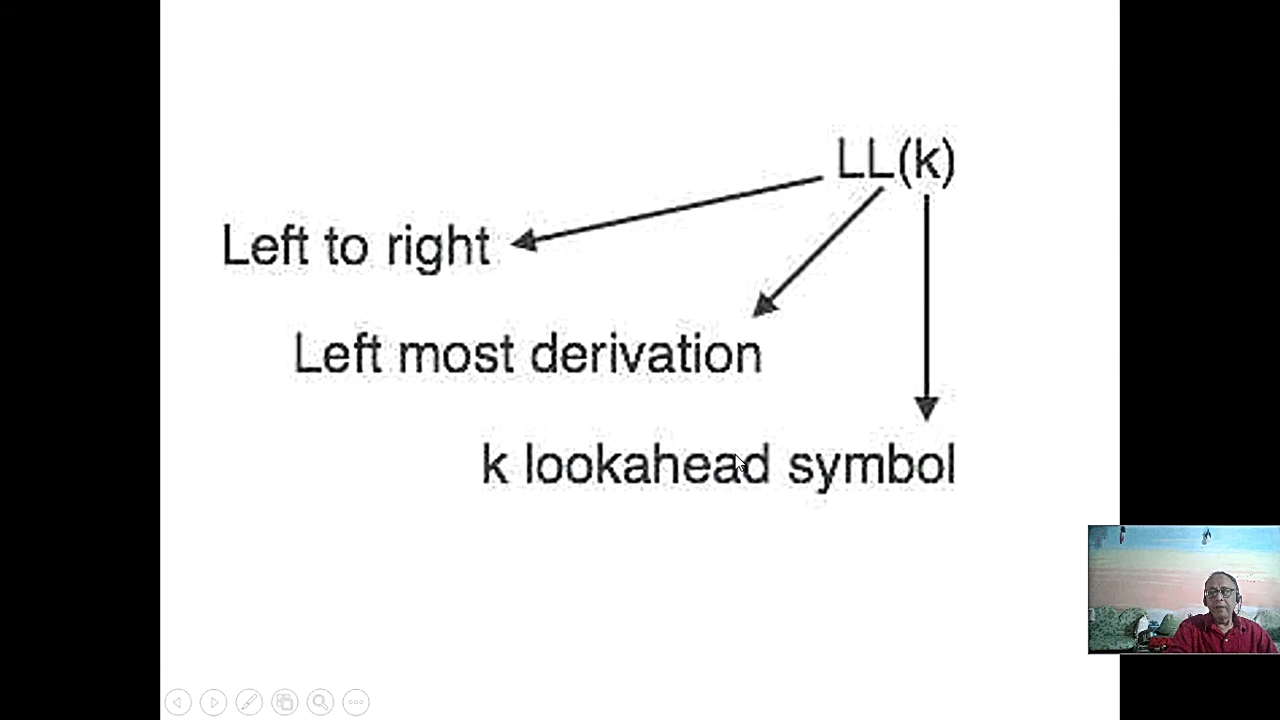 LL(k)
Left to right
Left most derivation
k lookahead symbol